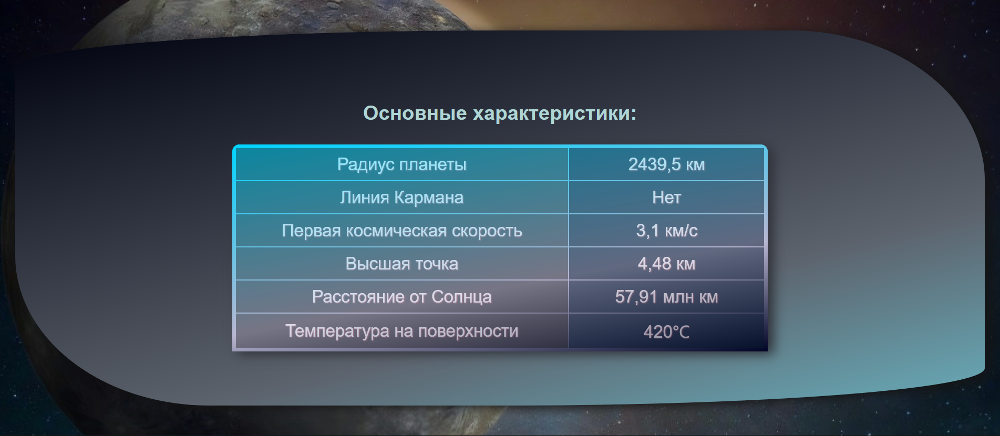 Основные характеристики:
Радиус планеты 2439,5 км
Линия Кармана Нет
Первая космическая скорость 3,1 км/с
Высшая точка 4,48 км
Расстояние от Солнца 57,91 млн км
Температура на поверхности 420°C